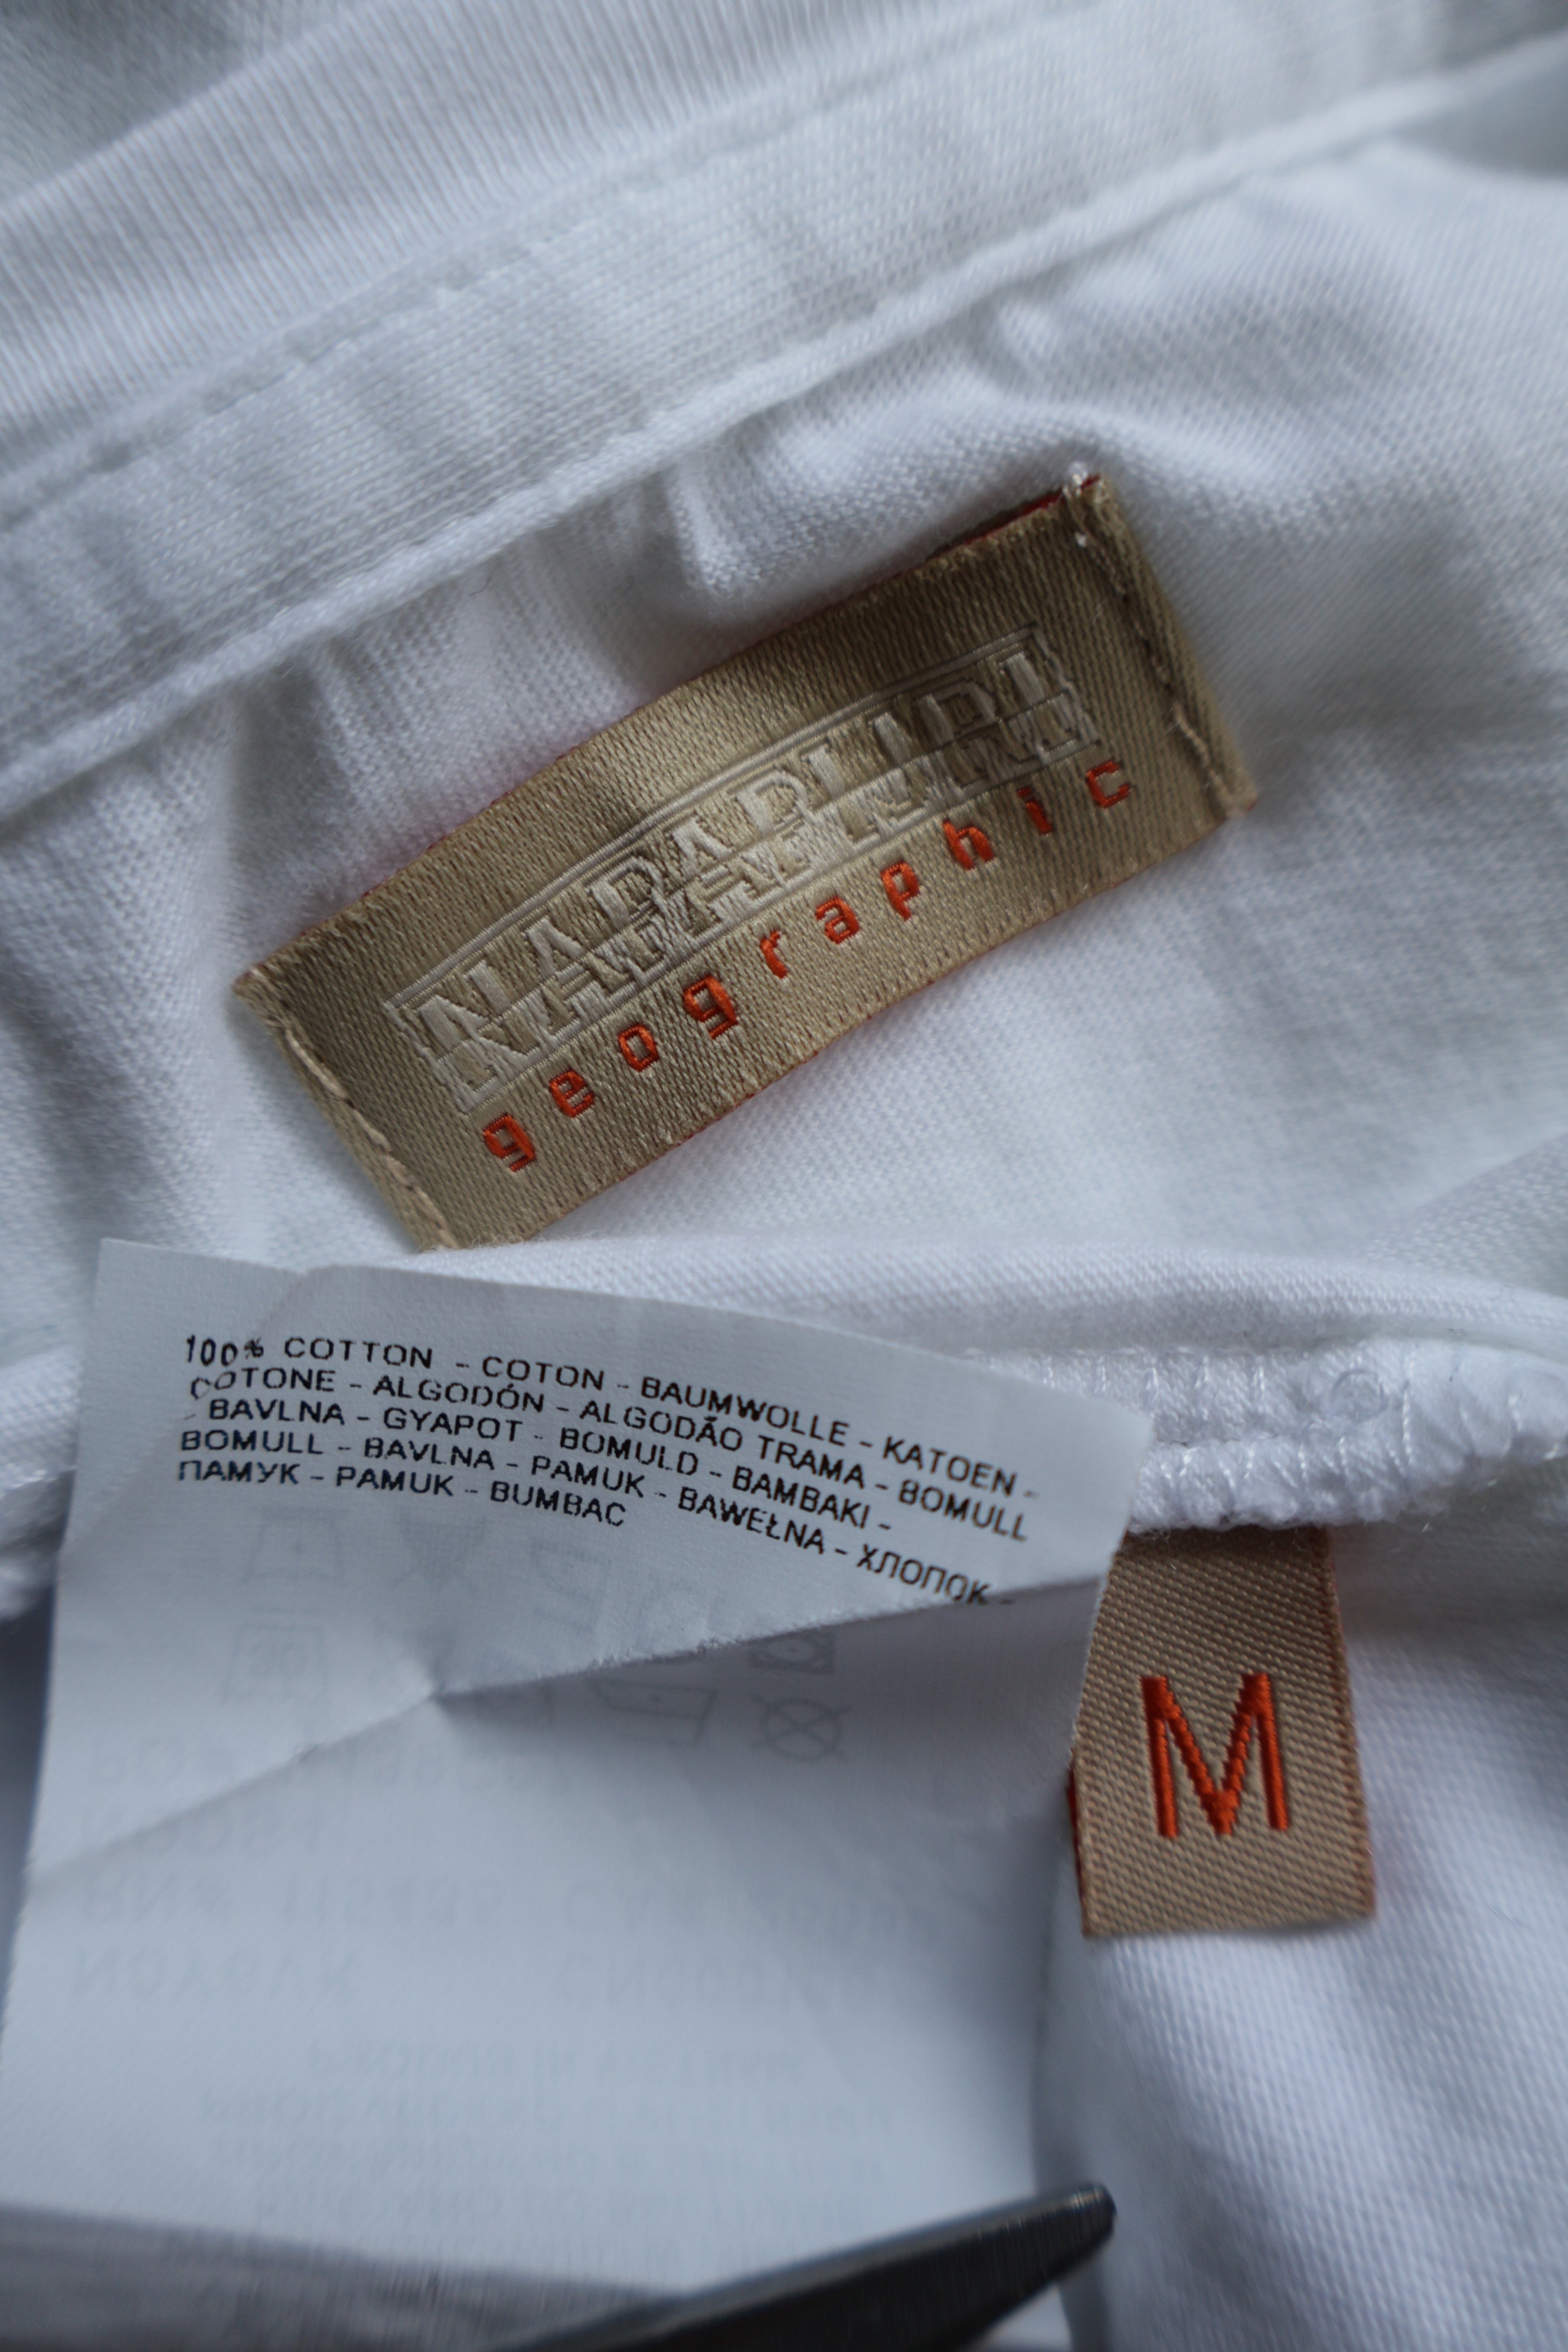 NAPAPIJRI
geographic
100% COTTON - COTON - BAUMWOLLE - KATOEN -
COTONE - ALGODÓN - ALGODÃO TRAMA - BOMULL
- BAVLNA - GYAPOT - BOMULD - BAMBAKI -
BOMULL - BAVLNA - PAMUK - BAWEŁNA - ХЛОПОК -
ПАМУК - PAMUK - BUMBAC
M